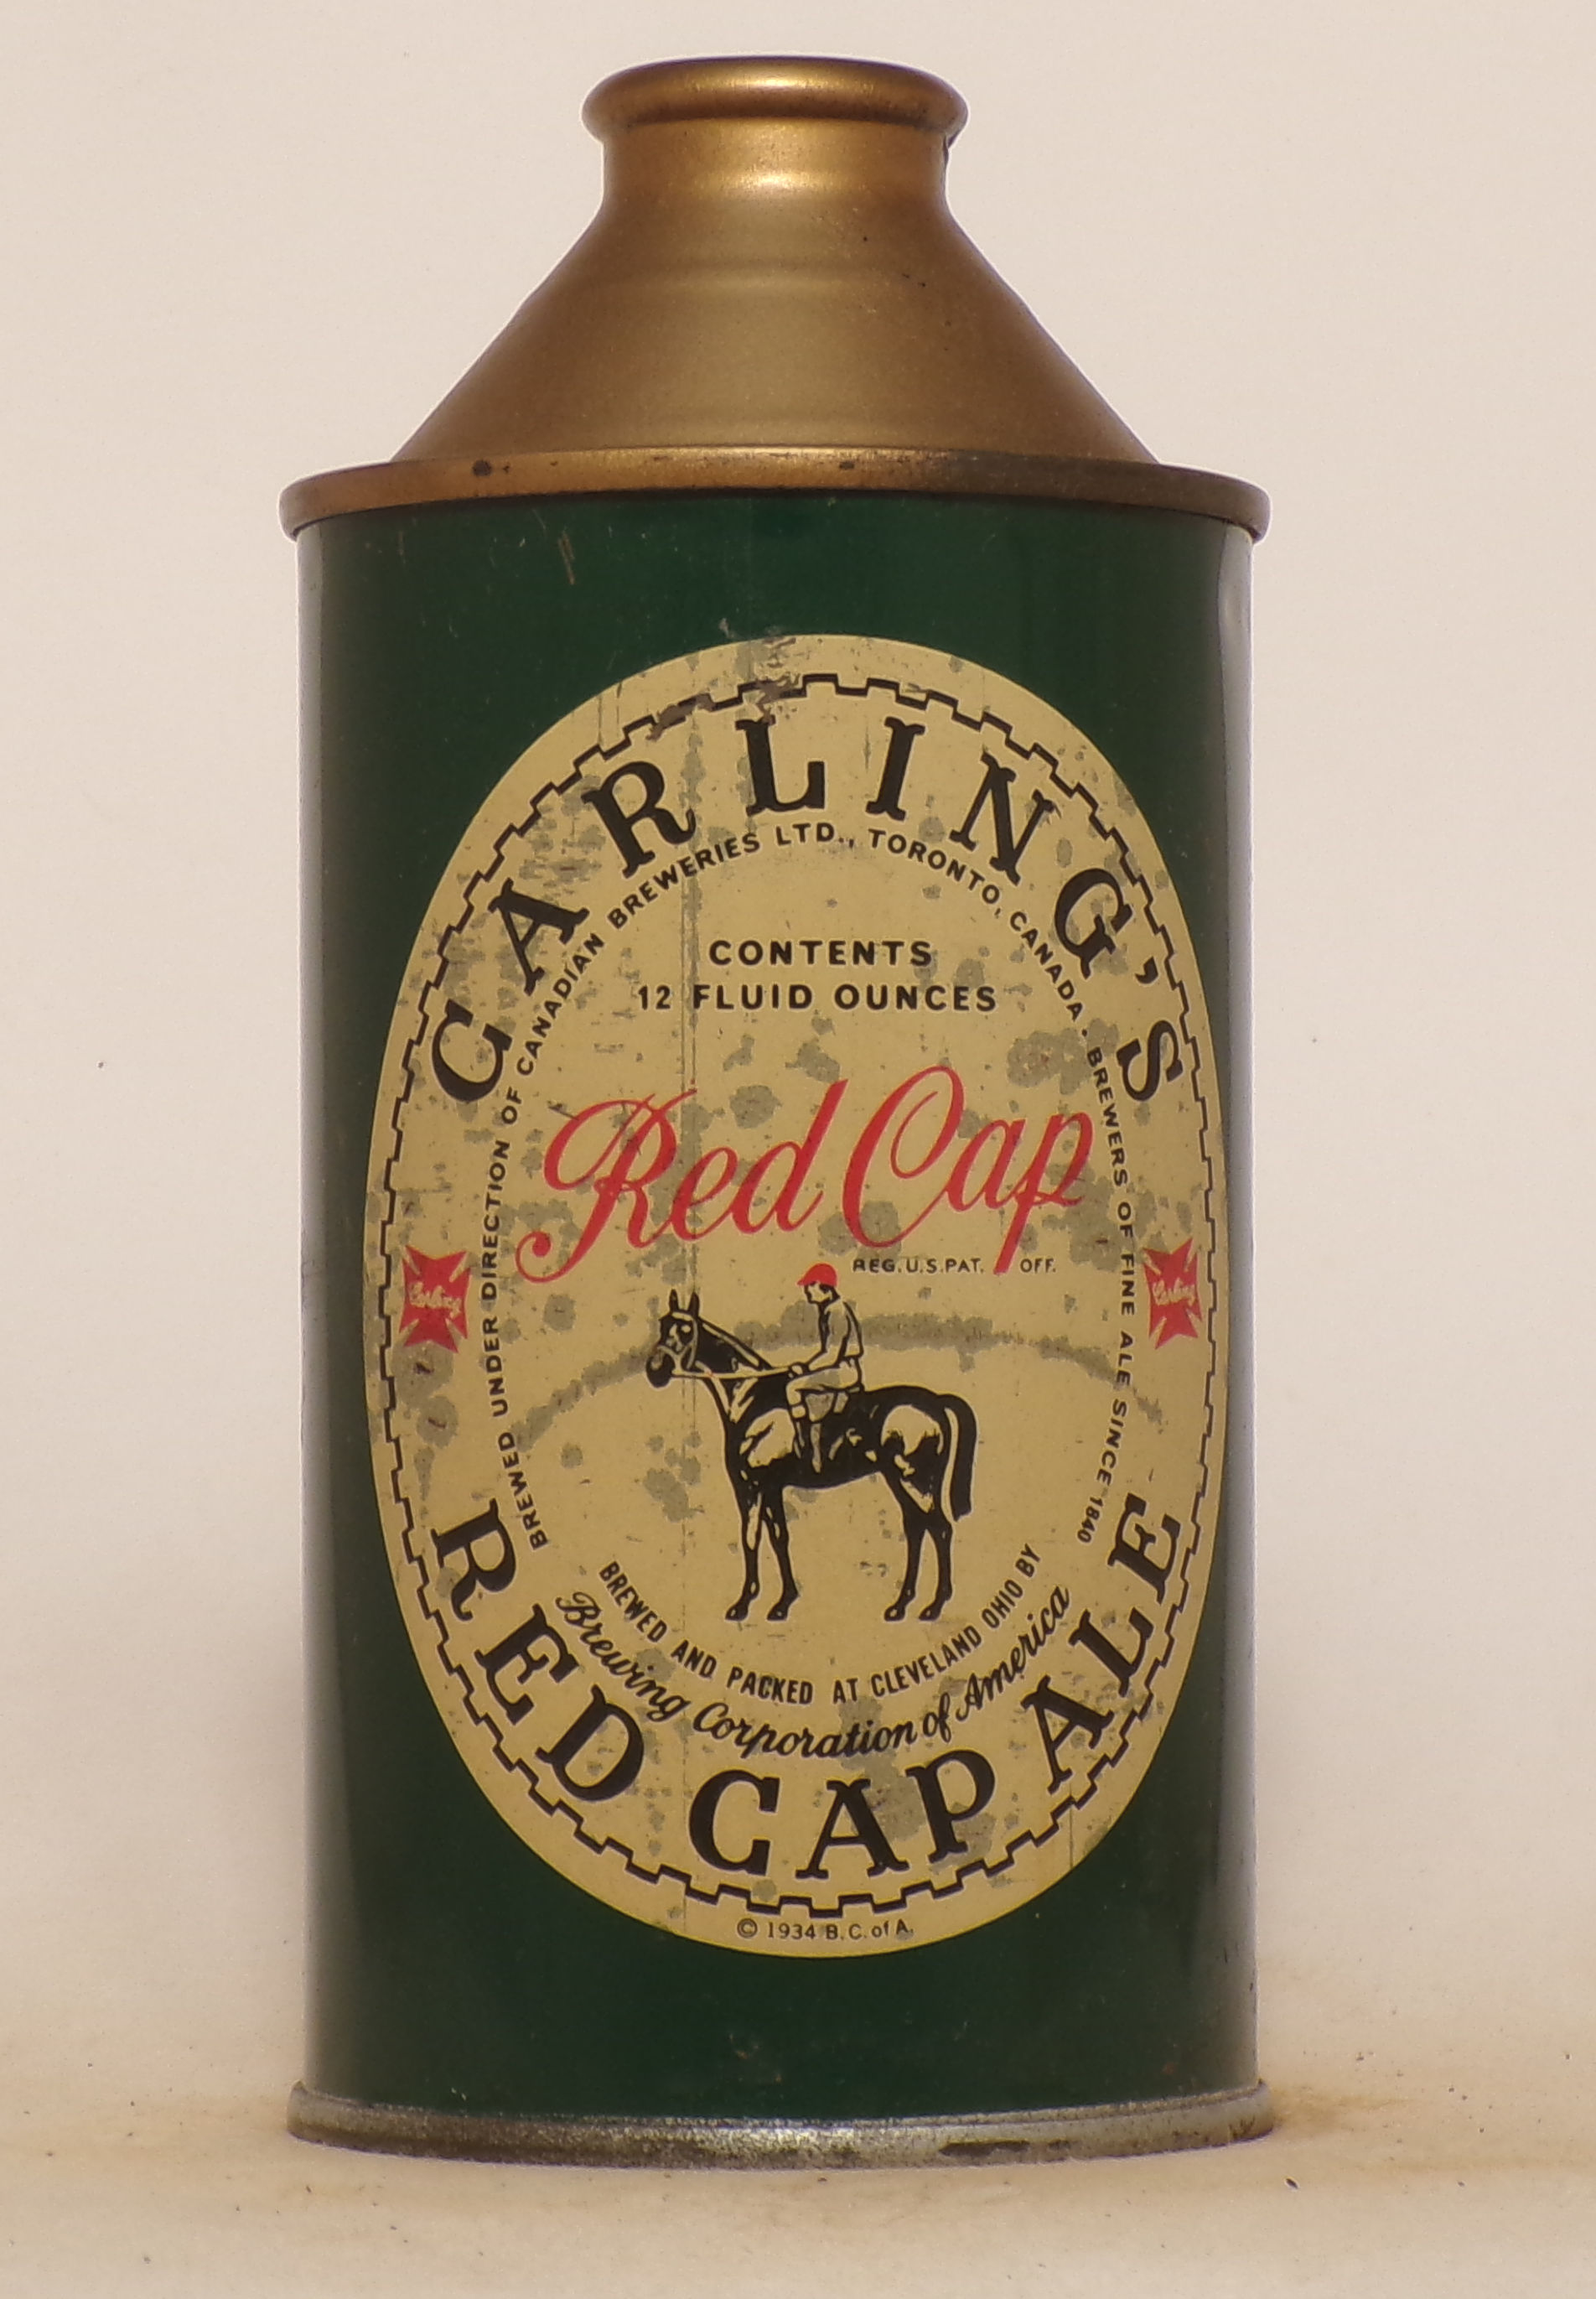 CARLING'S
BREWED UNDER DIRECTION OF CANADIAN BREWERIES LTD., TORONTO, CANADA. BREWERS OF FINE ALE SINCE 1840
CONTENTS
12 FLUID OUNCES
Red Cap
REG.U.S.PAT. OFF.
Carling
Carling
BREWED AND PACKED AT CLEVELAND OHIO BY
Brewing Corporation of America
RED CAP ALE
© 1934 B.C. of A.